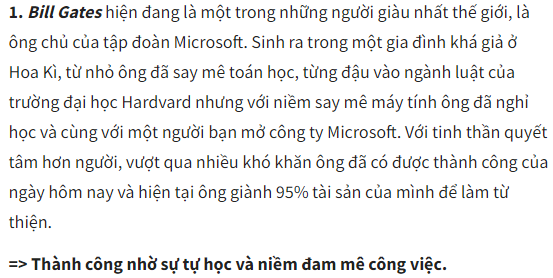 1. Bill Gates hiện đang là một trong những người giàu nhất thế giới, là
ông chủ của tập đoàn Microsoft. Sinh ra trong một gia đình khá giả ở
Hoa Kì, từ nhỏ ông đã say mê toán học, từng đậu vào ngành luật của
trường đại học Hardvard nhưng với niềm say mê máy tính ông đã nghỉ
học và cùng với một người bạn mở công ty Microsoft. Với tinh thần quyết
tâm hơn người, vượt qua nhiều khó khăn ông đã có được thành công của
ngày hôm nay và hiện tại ông giành 95% tài sản của mình để làm từ
thiện.
=> Thành công nhờ sự tự học và niềm đam mê công việc.